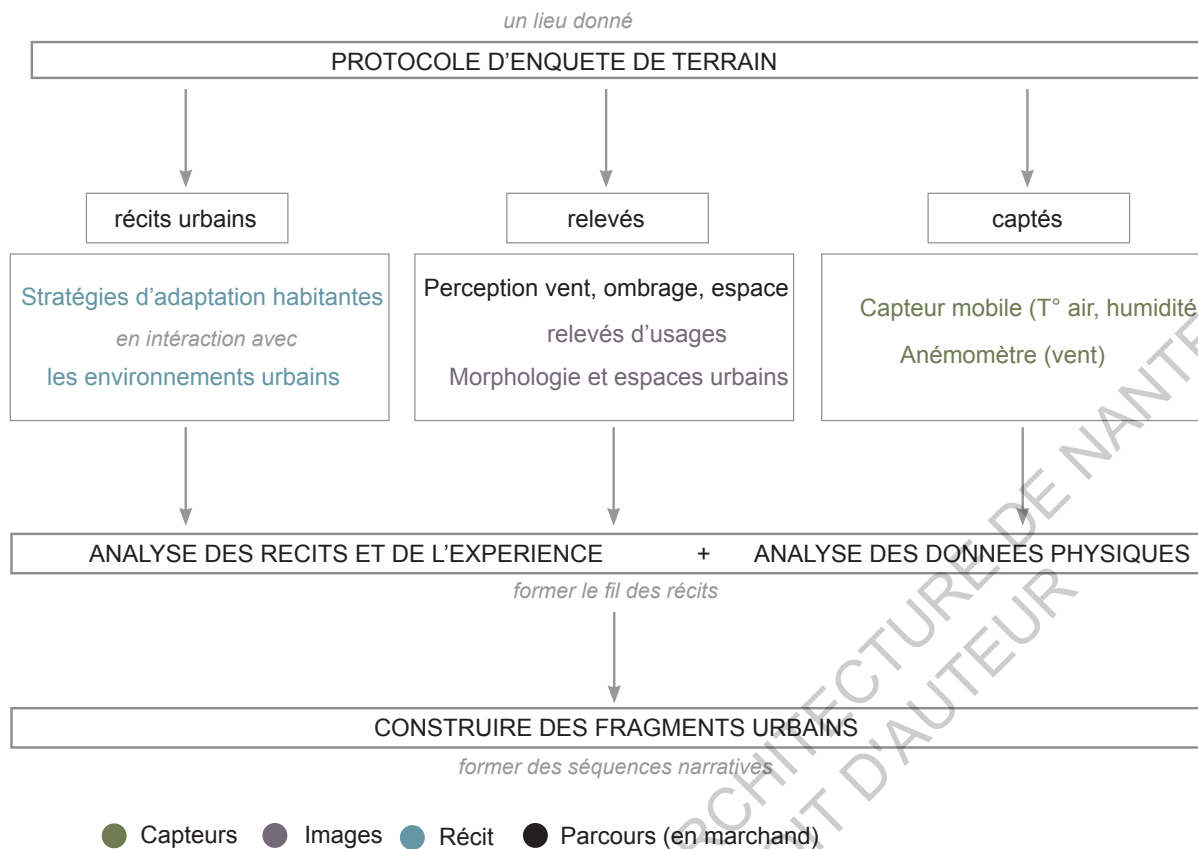 un lieu donné
PROTOCOLE D'ENQUETE DE TERRAIN
récits urbains
relevés
captés
Stratégies d'adaptation habitantes
en intéraction avec
les environnements urbains
Perception vent, ombrage, espace
relevés d'usages
Morphologie et espaces urbains
Capteur mobile (T° air, humidité
Anémomètre (vent)
ANALYSE DES RECITS ET DE L'EXPERIENCE + ANALYSE DES DONNEES PHYSIQUES
former le fil des récits
CONSTRUIRE DES FRAGMENTS URBAINS
former des séquences narratives
Capteurs Images Récit Parcours (en marchand)
DE NANTE
D'AUTEUR